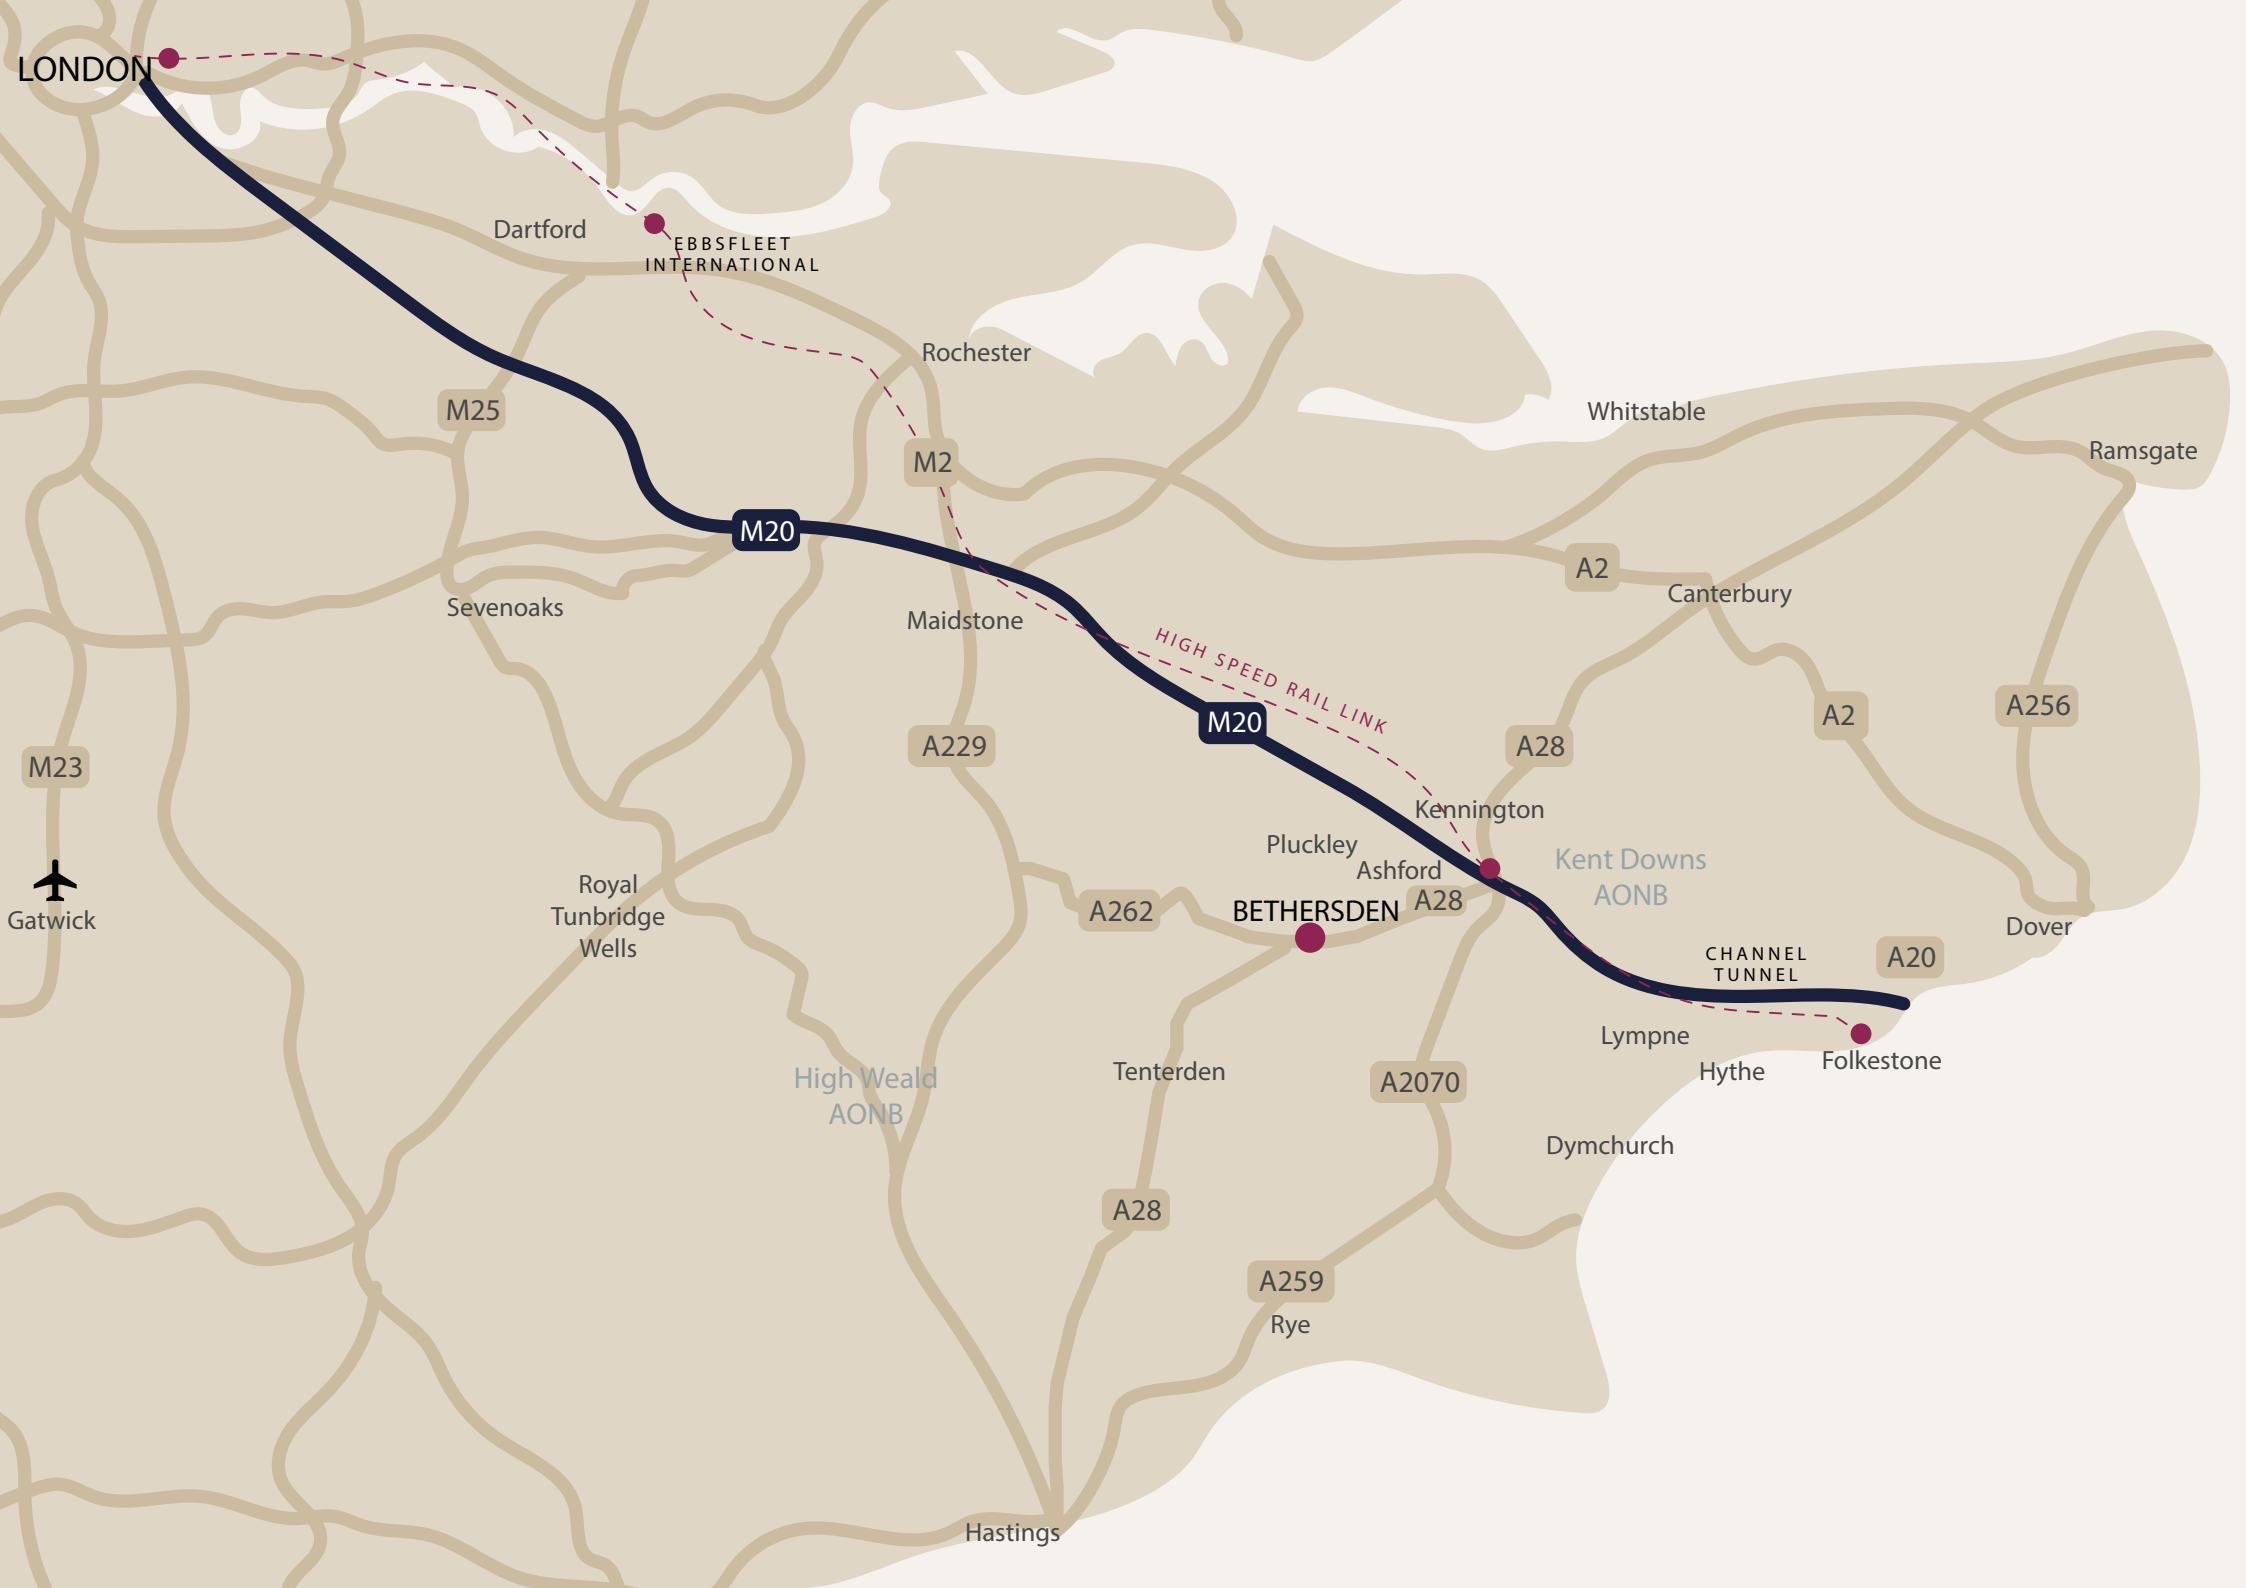 LONDON
Dartford
EBBSFLEET
INTERNATIONAL
Rochester
M25
Whitstable
M2
Ramsgate
M20
A2
Canterbury
Sevenoaks
Maidstone
HIGH SPEED RAIL LINK
M20
A256
A2
A229
A28
M23
Kennington
Pluckley
Kent Downs
AONB
Ashford
Royal
Tunbridge
Wells
A262
BETHERSDEN
A28
Gatwick
Dover
CHANNEL
TUNNEL
A20
Lympne
Folkestone
Hythe
Tenterden
High Weald
AONB
A2070
Dymchurch
A28
A259
Rye
Hastings